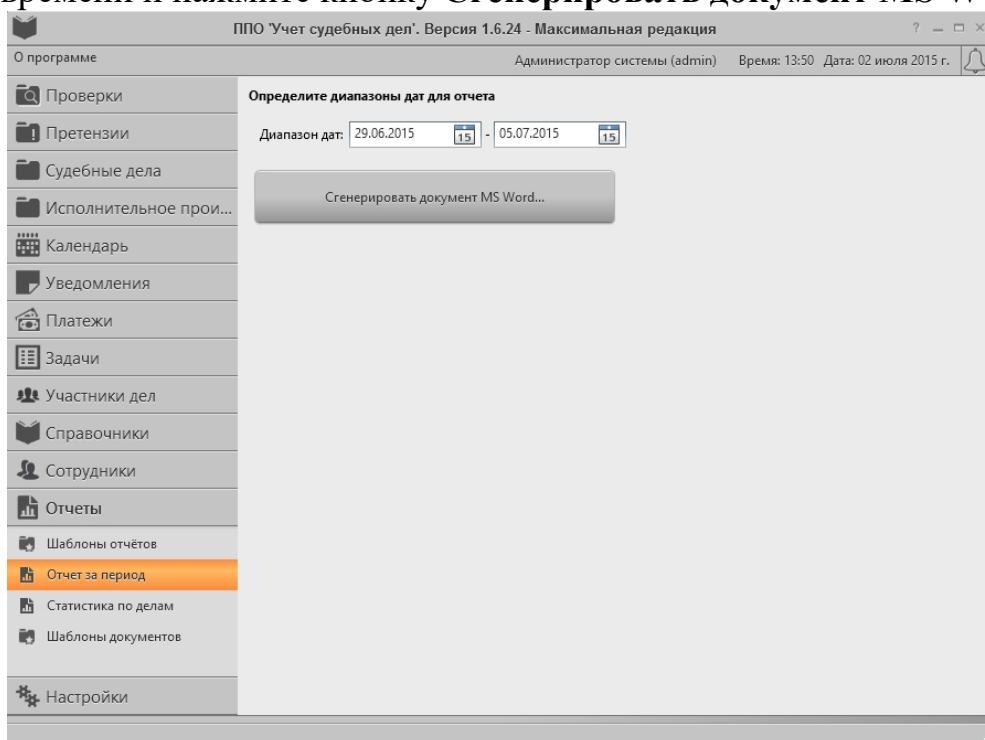 времени и нажмите кнопку Сгенерировать документ MS W
ППО 'Учет судебных дел'. Версия 1.6.24 - Максимальная редакция
О программе
Администратор системы (admin) Время: 13:50 Дата: 02 июля 2015 г.
Проверки
Претензии
Судебные дела
Исполнительное прои...
Календарь
Уведомления
Платежи
Задачи
Участники дел
Справочники
Сотрудники
Отчеты
Шаблоны отчётов
Отчет за период
Статистика по делам
Шаблоны документов
Настройки
Определите диапазоны дат для отчета
Диапазон дат: 29.06.2015 15 - 05.07.2015 15
Сгенерировать документ MS Word...